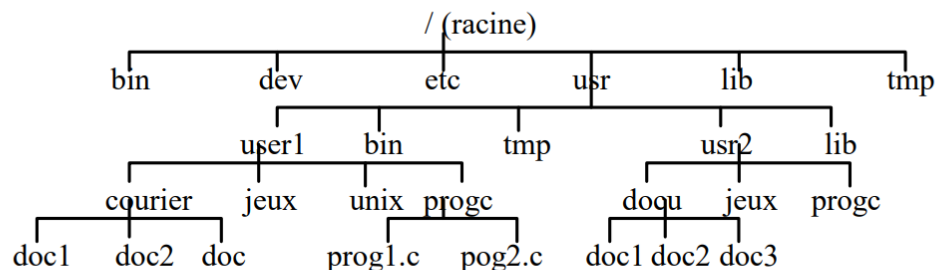 / (racine)
bin dev etc usr lib tmp
user1 bin tmp usr2 lib
courier jeux unix progc docu jeux progc
doc1 doc2 doc prog1.c pog2.c doc1 doc2 doc3